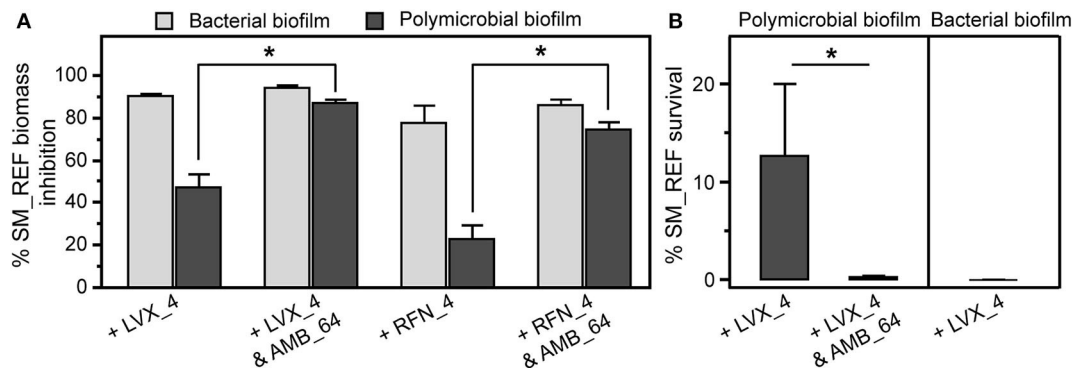 A
Bacterial biofilm
Polymicrobial biofilm
% SM_REF biomass
inhibition
100
80
60
40
20
0
*
*
+ LVX_4
+ LVX_4
& AMB_64
+ RFN_4
+ RFN_4
& AMB_64
B
Polymicrobial biofilm
Bacterial biofilm
% SM_REF survival
20
10
0
*
+ LVX_4
+ LVX_4
& AMB_64
+ LVX_4